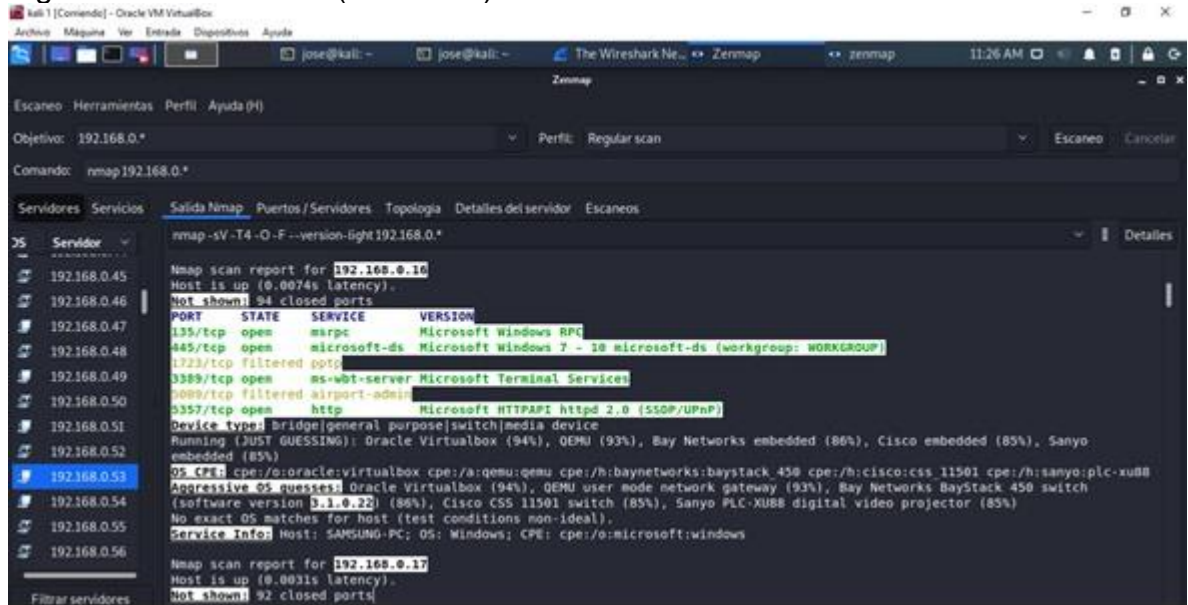 kali 1 [Corriendo] - Oracle VM VirtualBox
Archivo Máquina Ver Entrada Dispositivos Ayuda
jose@kali: ~ jose@kali: ~ The Wireshark Ne... Zenmap zenmap 11:26 AM
Zenmap
Escaneo Herramientas Perfil Ayuda (H)
Objetivo: 192.168.0.* Perfil: Regular scan Escaneo Cancelar
Comando: nmap 192.168.0.*
Servidores Servicios Salida Nmap Puertos / Servidores Topología Detalles del servidor Escaneos
OS Servidor nmap -sV -T4 -O -F --version-light 192.168.0.* Detalles
192.168.0.45
192.168.0.46
192.168.0.47
192.168.0.48
192.168.0.49
192.168.0.50
192.168.0.51
192.168.0.52
192.168.0.53
192.168.0.54
192.168.0.55
192.168.0.56
Filtrar servidores
Nmap scan report for 192.168.0.16
Host is up (0.0074s latency).
Not shown: 94 closed ports
PORT STATE SERVICE VERSION
135/tcp open msrpc Microsoft Windows RPC
445/tcp open microsoft-ds Microsoft Windows 7 - 10 microsoft-ds (workgroup: WORKGROUP)
1723/tcp filtered pptp
3389/tcp open ms-wbt-server Microsoft Terminal Services
5009/tcp filtered airport-admin
5357/tcp open http Microsoft HTTPAPI httpd 2.0 (SSDP/UPnP)
Device type: bridge|general purpose|switch|media device
Running (JUST GUESSING): Oracle Virtualbox (94%), QEMU (93%), Bay Networks embedded (86%), Cisco embedded (85%), Sanyo
embedded (85%)
OS CPE: cpe:/o:oracle:virtualbox cpe:/a:qemu:qemu cpe:/h:baynetworks:baystack_450 cpe:/h:cisco:css_11501 cpe:/h:sanyo:plc-xu88
Aggressive OS guesses: Oracle Virtualbox (94%), QEMU user mode network gateway (93%), Bay Networks BayStack 450 switch
(software version 3.1.0.22) (86%), Cisco CSS 11501 switch (85%), Sanyo PLC-XU88 digital video projector (85%)
No exact OS matches for host (test conditions non-ideal).
Service Info: Host: SAMSUNG-PC; OS: Windows; CPE: cpe:/o:microsoft:windows
Nmap scan report for 192.168.0.17
Host is up (0.0031s latency).
Not shown: 92 closed ports